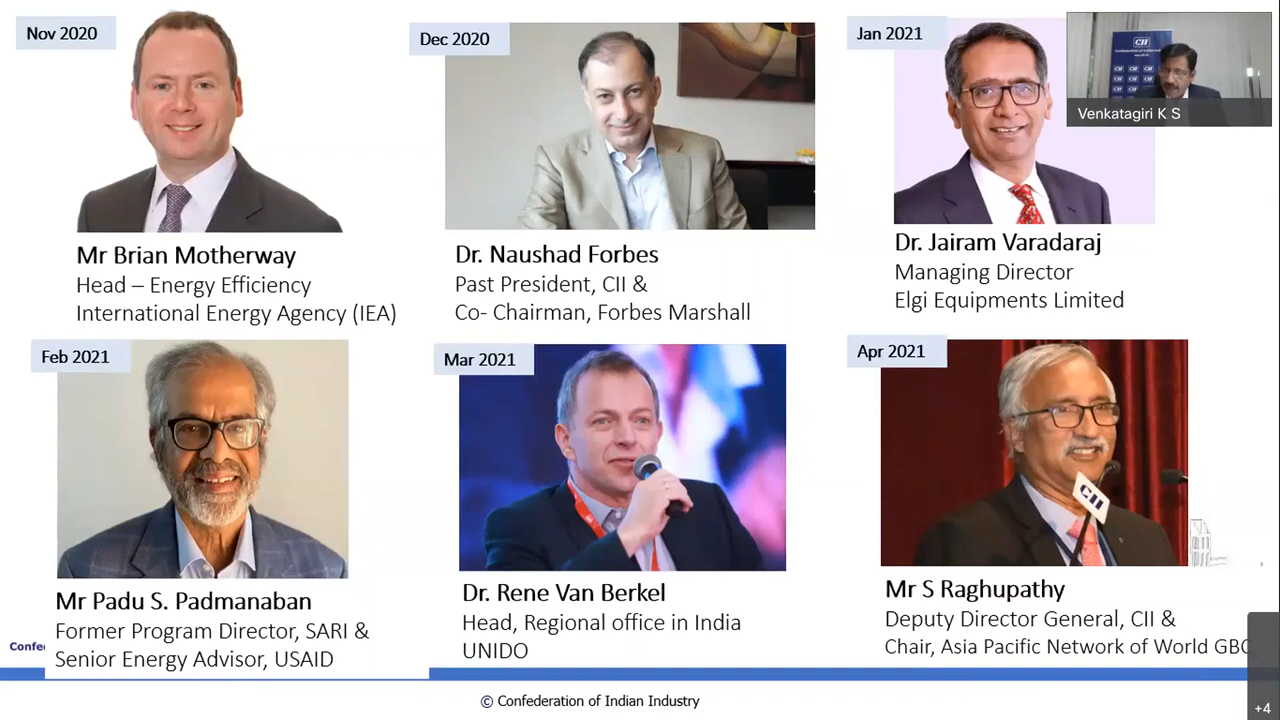 Nov 2020
Dec 2020
Jan 2021
CII
Venkatagiri K S
Mr Brian Motherway
Head – Energy Efficiency
International Energy Agency (IEA)
Dr. Naushad Forbes
Past President, CII &
Co- Chairman, Forbes Marshall
Dr. Jairam Varadaraj
Managing Director
Elgi Equipments Limited
Feb 2021
Mar 2021
Apr 2021
CII
Mr Padu S. Padmanaban
Former Program Director, SARI &
Senior Energy Advisor, USAID
Dr. Rene Van Berkel
Head, Regional office in India
UNIDO
Mr S Raghupathy
Deputy Director General, CII &
Chair, Asia Pacific Network of World GBC
Confe
© Confederation of Indian Industry
+4